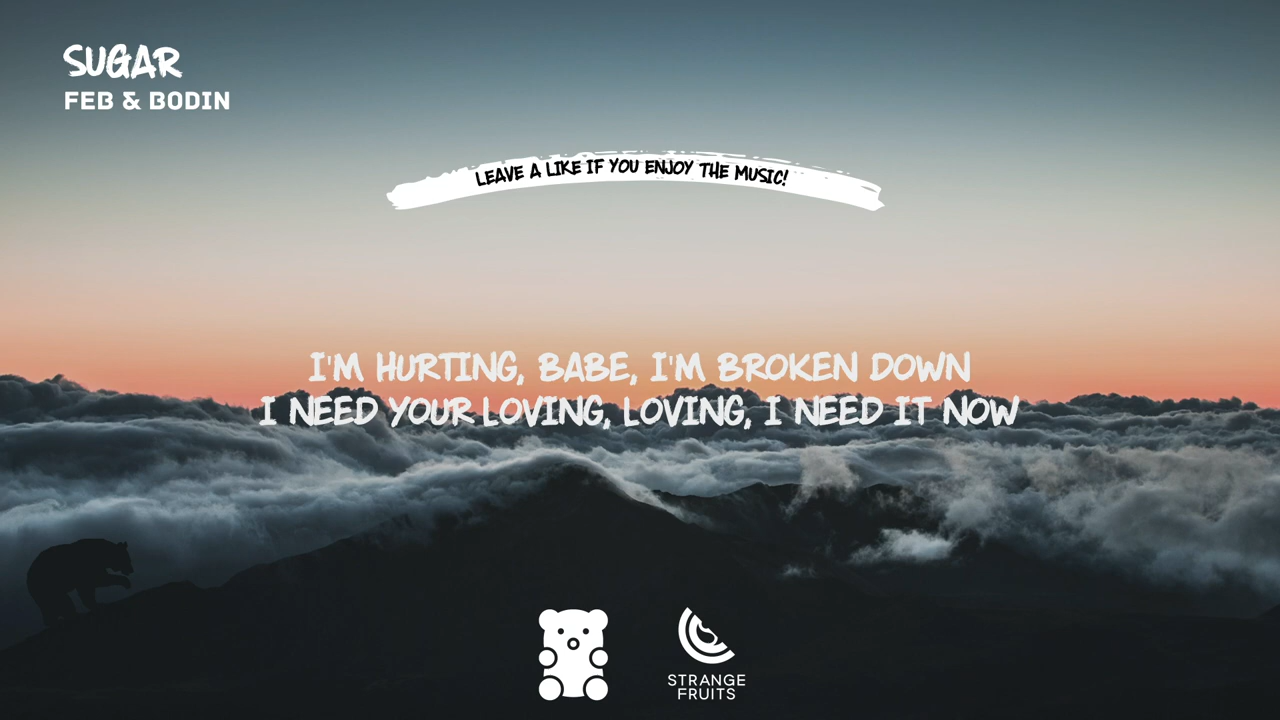 SUGAR
FEB & BODIN
LEAVE A LIKE IF YOU ENJOY THE MUSIC!
I'M HURTING, BABE, I'M BROKEN DOWN
I NEED YOUR LOVING, LOVING, I NEED IT NOW
STRANGE
FRUITS